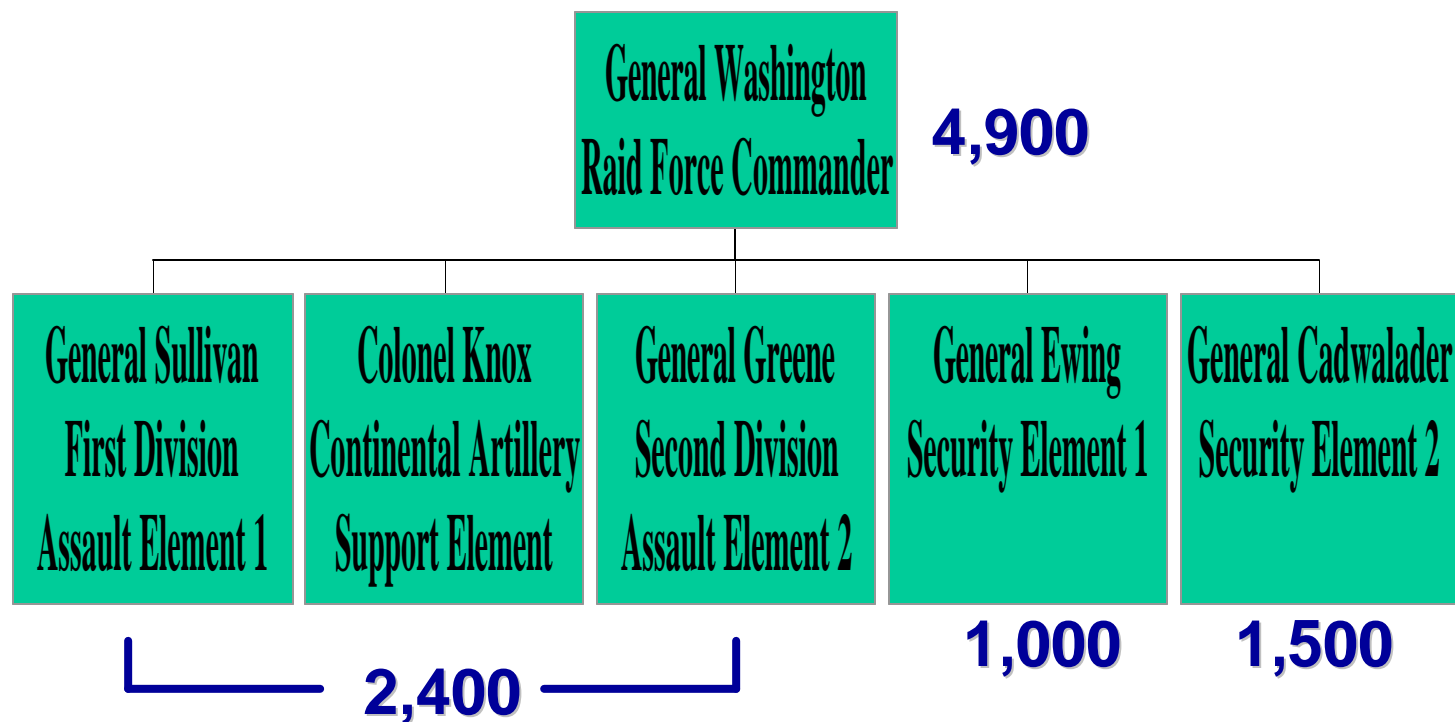 General Washington
Raid Force Commander
4,900
General Sullivan
First Division
Assault Element 1
Colonel Knox
Continental Artillery
Support Element
General Greene
Second Division
Assault Element 2
General Ewing
Security Element 1
General Cadwalader
Security Element 2
2,400
1,000
1,500